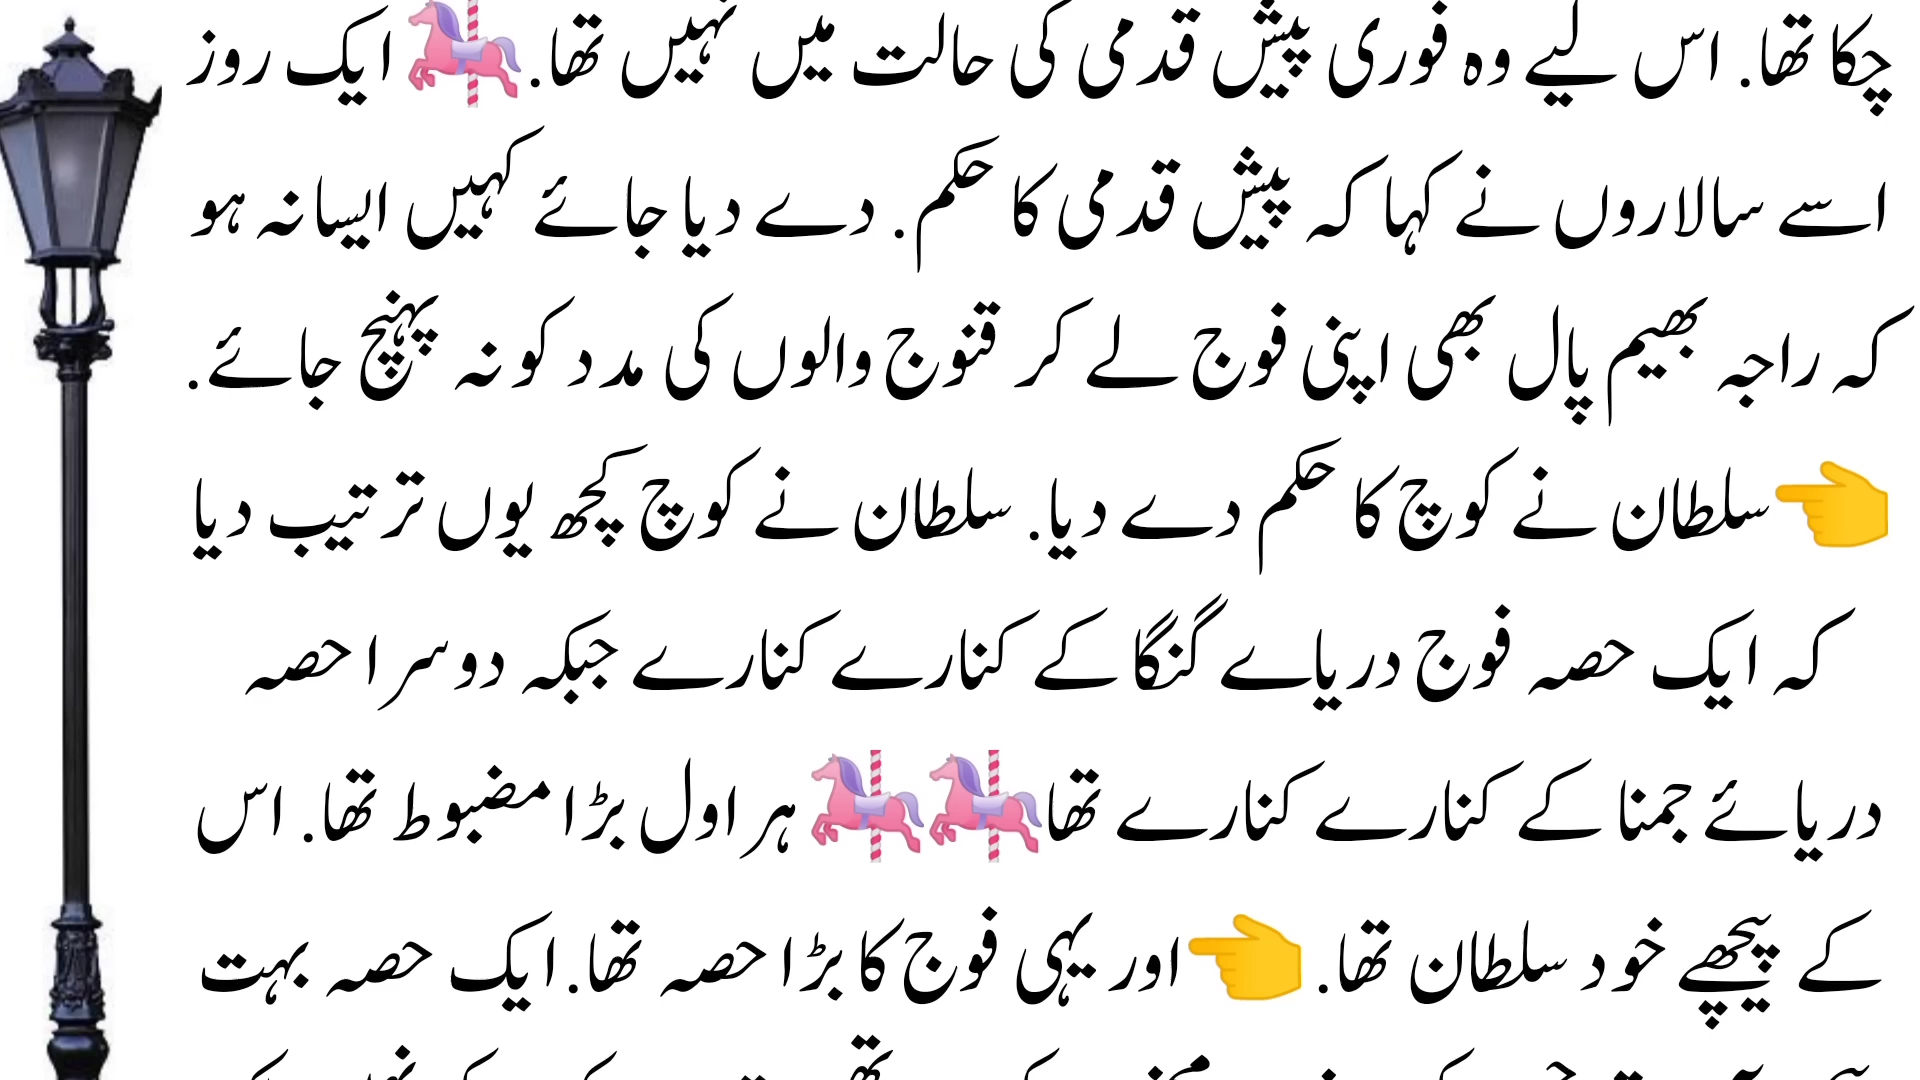 چکا تھا. اس لیے وہ فوری پیش قدمی کی حالت میں نہیں تھا.🎠 ایک روز
اسے سالاروں نے کہا کہ پیش قدمی کا حکم. دے دیا جائے کہیں ایسا نہ ہو
کہ راجہ بھیم پال بھی اپنی فوج لے کر قنوج والوں کی مدد کو نہ پہنچ جائے.
👈سلطان نے کوچ کا حکم دے دیا. سلطان نے کوچ کچھ یوں ترتیب دیا
کہ ایک حصہ فوج دریاے گنگا کے کنارے کنارے جبکہ دوسرا حصہ
دریائے جمنا کے کنارے کنارے تھا🎠🎠 ہراول بڑا مضبوط تھا. اس
کے پیچھے خود سلطان تھا. 👈اور یہی فوج کا بڑا حصہ تھا.ایک حصہ بہت